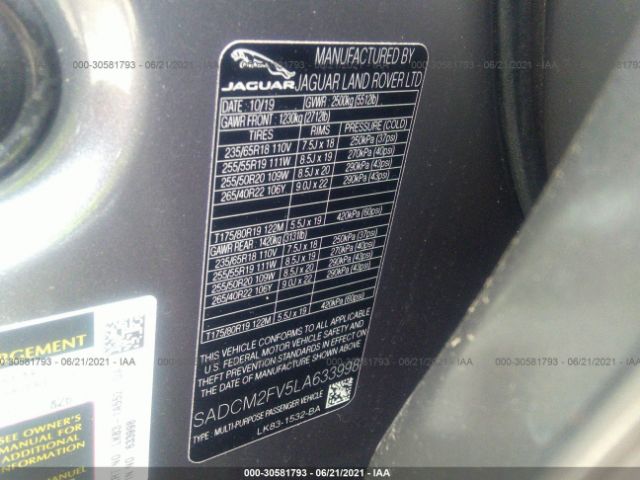 000-30581793 - 06/21/2021 - IAA
JAGUAR
MANUFACTURED BY
JAGUAR LAND ROVER LTD
DATE : 10/19 GVWR : 2500kg (5512lb)
GAWR FRONT : 1230kg (2712lb)
TIRES RIMS PRESSURE (COLD)
235/65R18 110V 7.5J x 18 250kPa (37psi)
255/55R19 111W 8.5J x 19 270kPa (40psi)
255/50R20 109W 8.5J x 20 290kPa (43psi)
265/40R22 106Y 9.0J x 22 290kPa (43psi)
T175/80R19 122M 5.5J x 19 420kPa (60psi)
GAWR REAR : 1420kg (3131lb)
235/65R18 110V 7.5J x 18 250kPa (37psi)
255/55R19 111W 8.5J x 19 270kPa (40psi)
255/50R20 109W 8.5J x 20 290kPa (43psi)
265/40R22 106Y 9.0J x 22 290kPa (43psi)
T175/80R19 122M 5.5J x 19 420kPa (60psi)
THIS VEHICLE CONFORMS TO ALL APPLICABLE
U.S. FEDERAL MOTOR VEHICLE SAFETY AND
THEFT PREVENTION STANDARDS IN EFFECT ON
THE DATE OF MANUFACTURE SHOWN ABOVE
SADCM2FV5LA633998
TYPE : MULTI-PURPOSE PASSENGER VEHICLE
LK83-1532-BA
SEE OWNER'S
ADDITIONAL
INFORMATION
633998
000-30581793 - 06/21/2021 - IAA